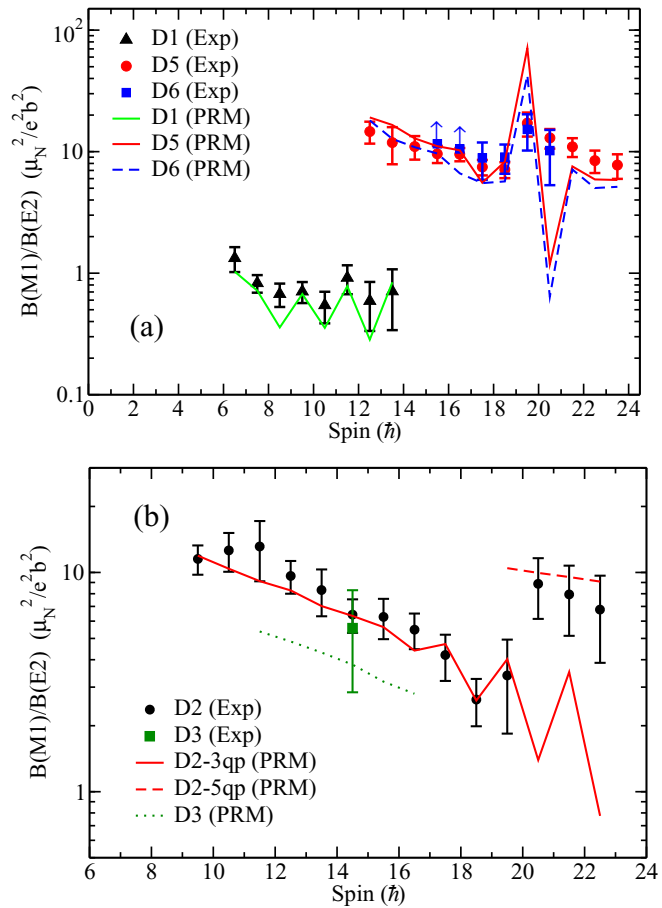 10²
D1 (Exp)
D5 (Exp)
D6 (Exp)
D1 (PRM)
D5 (PRM)
D6 (PRM)
10
1
0.1
B(M1)/B(E2) (μ_N²/e²b²)
(a)
0 2 4 6 8 10 12 14 16 18 20 22 24
Spin (ħ)
(b)
10
1
B(M1)/B(E2) (μ_N²/e²b²)
D2 (Exp)
D3 (Exp)
D2-3qp (PRM)
D2-5qp (PRM)
D3 (PRM)
6 8 10 12 14 16 18 20 22 24
Spin (ħ)